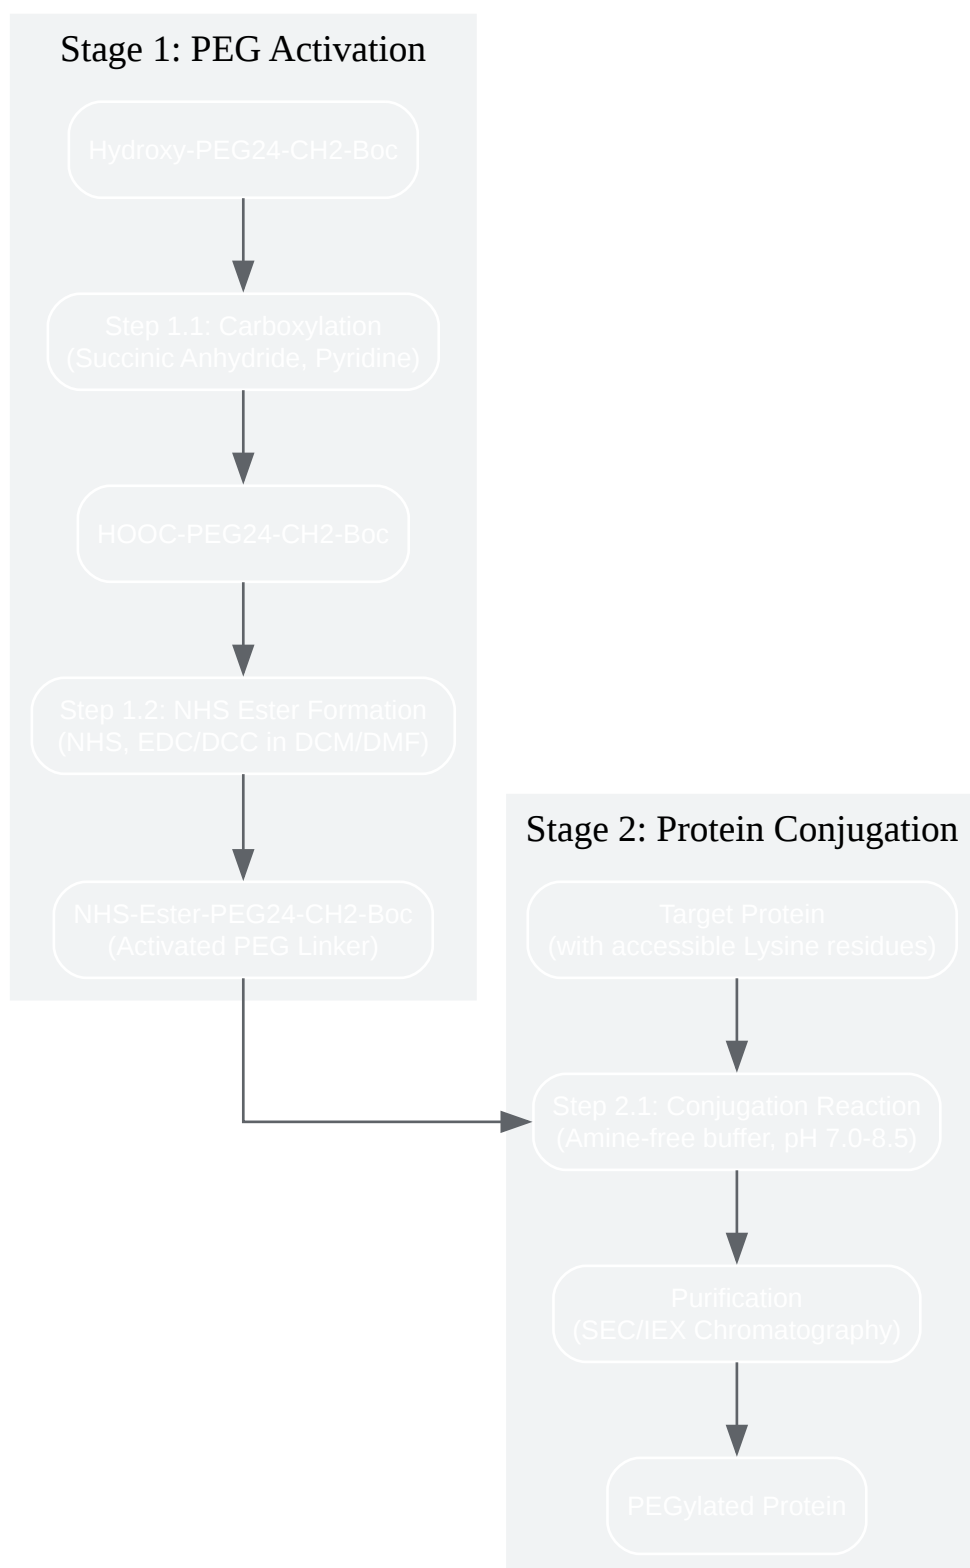 Stage 1: PEG Activation
Hydroxy-PEG24-CH2-Boc
Step 1.1: Carboxylation
(Succinic Anhydride, Pyridine)
HOOC-PEG24-CH2-Boc
Step 1.2: NHS Ester Formation
(NHS, EDC/DCC in DCM/DMF)
NHS-Ester-PEG24-CH2-Boc
(Activated PEG Linker)
Stage 2: Protein Conjugation
Target Protein
(with accessible Lysine residues)
Step 2.1: Conjugation Reaction
(Amine-free buffer, pH 7.0-8.5)
Purification
(SEC/IEX Chromatography)
PEGylated Protein